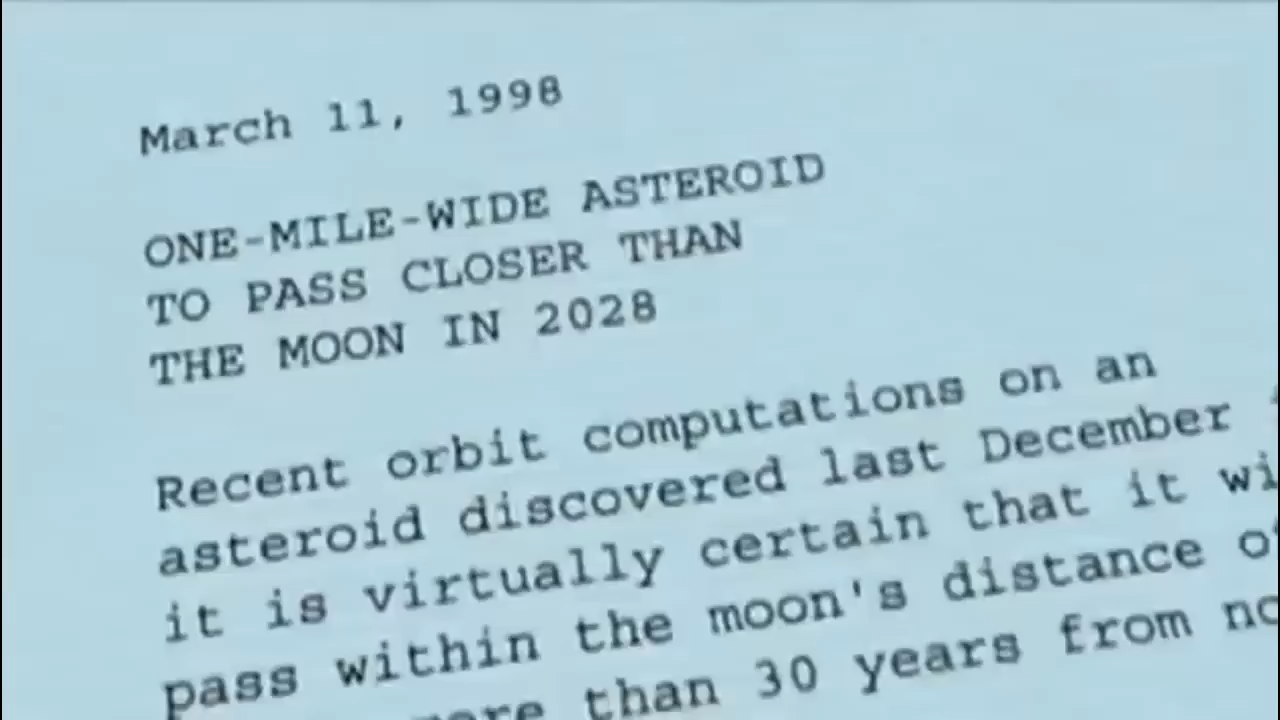 March 11, 1998
ONE-MILE-WIDE ASTEROID
TO PASS CLOSER THAN
THE MOON IN 2028
Recent orbit computations on an
asteroid discovered last December
it is virtually certain that it wi
pass within the moon's distance o
than 30 years from no